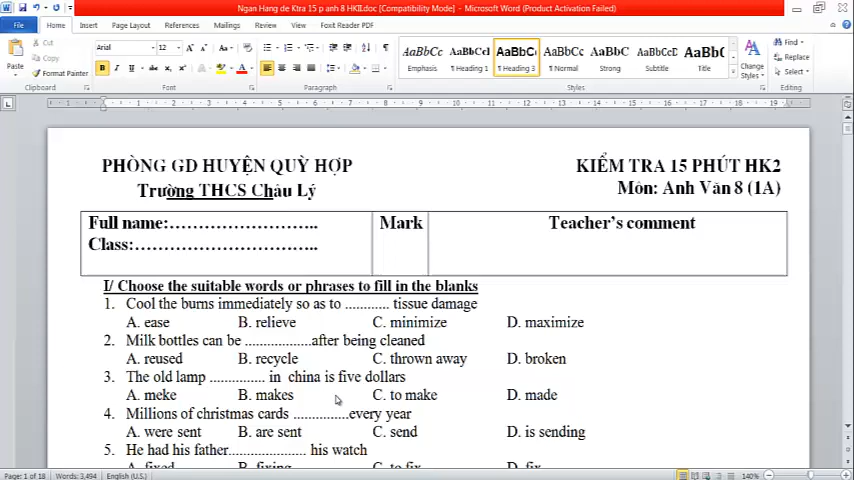 Ngan Hang de Ktra 15 p anh 8 HKII.doc [Compatibility Mode] - Microsoft Word (Product Activation Failed)
File Home Insert Page Layout References Mailings Review View Foxit Reader PDF
Cut
Copy
Format Painter
Paste
Clipboard
Arial 12
Font
Paragraph
AaBbCc AaBbCcI AaBbC AaBbCc AaBbC AaBbCcD AaBb(
Emphasis ¶ Heading 1 ¶ Heading 3 ¶ Normal Strong Subtitle Title
Change
Styles
Styles
Find
Replace
Select
Editing
PHÒNG GD HUYỆN QUỲ HỢP KIỂM TRA 15 PHÚT HK2
Trường THCS Châu Lý Môn: Anh Văn 8 (1A)
Full name:…………………….. Mark Teacher's comment
Class:…………………………..
I/ Choose the suitable words or phrases to fill in the blanks
1. Cool the burns immediately so as to ............ tissue damage
A. ease B. relieve C. minimize D. maximize
2. Milk bottles can be ..................after being cleaned
A. reused B. recycle C. thrown away D. broken
3. The old lamp ............... in china is five dollars
A. meke B. makes C. to make D. made
4. Millions of christmas cards ...............every year
A. were sent B. are sent C. send D. is sending
5. He had his father..................... his watch
A. fixed B. fixing C. to fix D. fix
Page: 1 of 18 Words: 3,494 English (U.S.) 140%